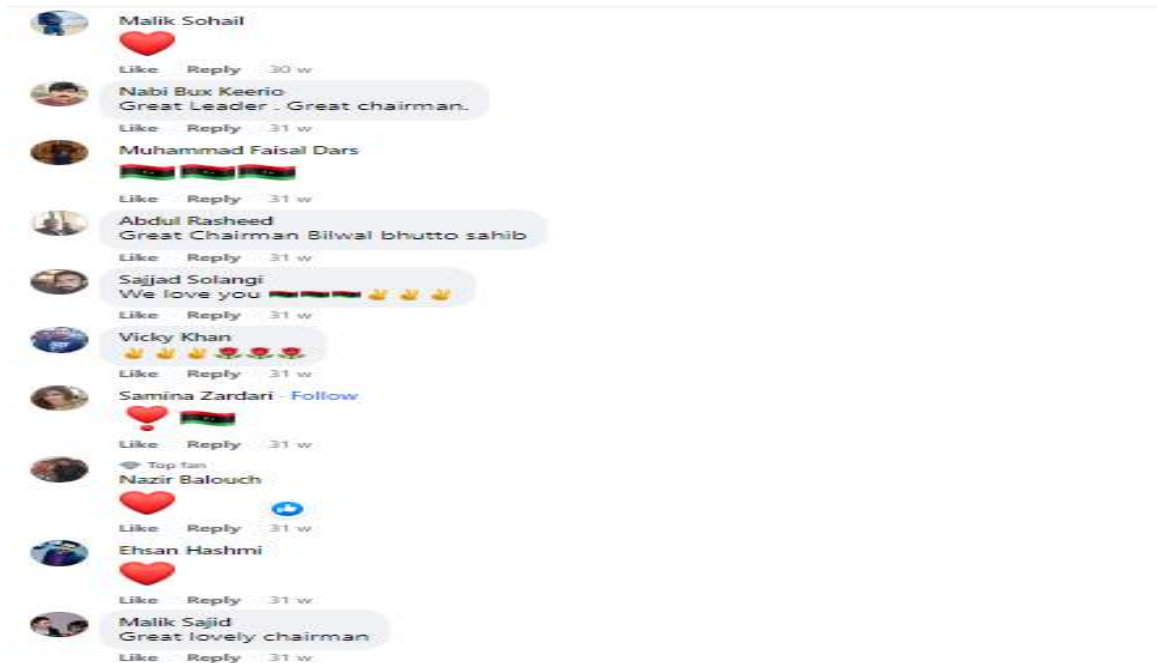 Malik Sohail
❤️
Like Reply 30 w
Nabi Bux Keerio
Great Leader . Great chairman.
Like Reply 31 w
Muhammad Faisal Dars
🇱🇾🇱🇾🇱🇾
Like Reply 31 w
Abdul Rasheed
Great Chairman Bilwal bhutto sahib
Like Reply 31 w
Sajjad Solangi
We love you 🇱🇾🇱🇾🇱🇾✌️✌️✌️
Like Reply 31 w
Vicky Khan
✌️✌️✌️🌹🌹🌹
Like Reply 31 w
Samina Zardari · Follow
❣️🇱🇾
Like Reply 31 w
Top fan
Nazir Balouch
❤️
Like Reply 31 w
Ehsan Hashmi
❤️
Like Reply 31 w
Malik Sajid
Great lovely chairman
Like Reply 31 w